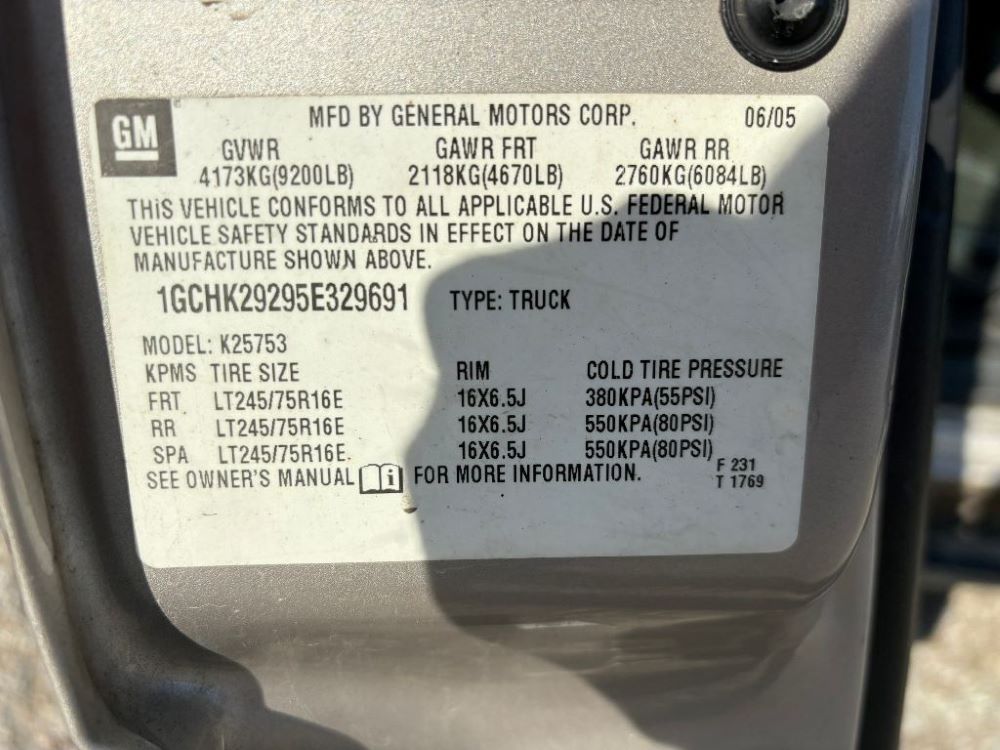 GM
MFD BY GENERAL MOTORS CORP. 06/05
GVWR GAWR FRT GAWR RR
4173KG(9200LB) 2118KG(4670LB) 2760KG(6084LB)
THIS VEHICLE CONFORMS TO ALL APPLICABLE U.S. FEDERAL MOTOR
VEHICLE SAFETY STANDARDS IN EFFECT ON THE DATE OF
MANUFACTURE SHOWN ABOVE.
1GCHK29295E329691 TYPE: TRUCK
MODEL: K25753
KPMS TIRE SIZE RIM COLD TIRE PRESSURE
FRT LT245/75R16E 16X6.5J 380KPA(55PSI)
RR LT245/75R16E 16X6.5J 550KPA(80PSI)
SPA LT245/75R16E 16X6.5J 550KPA(80PSI)
SEE OWNER'S MANUAL i FOR MORE INFORMATION. F 231
T 1769